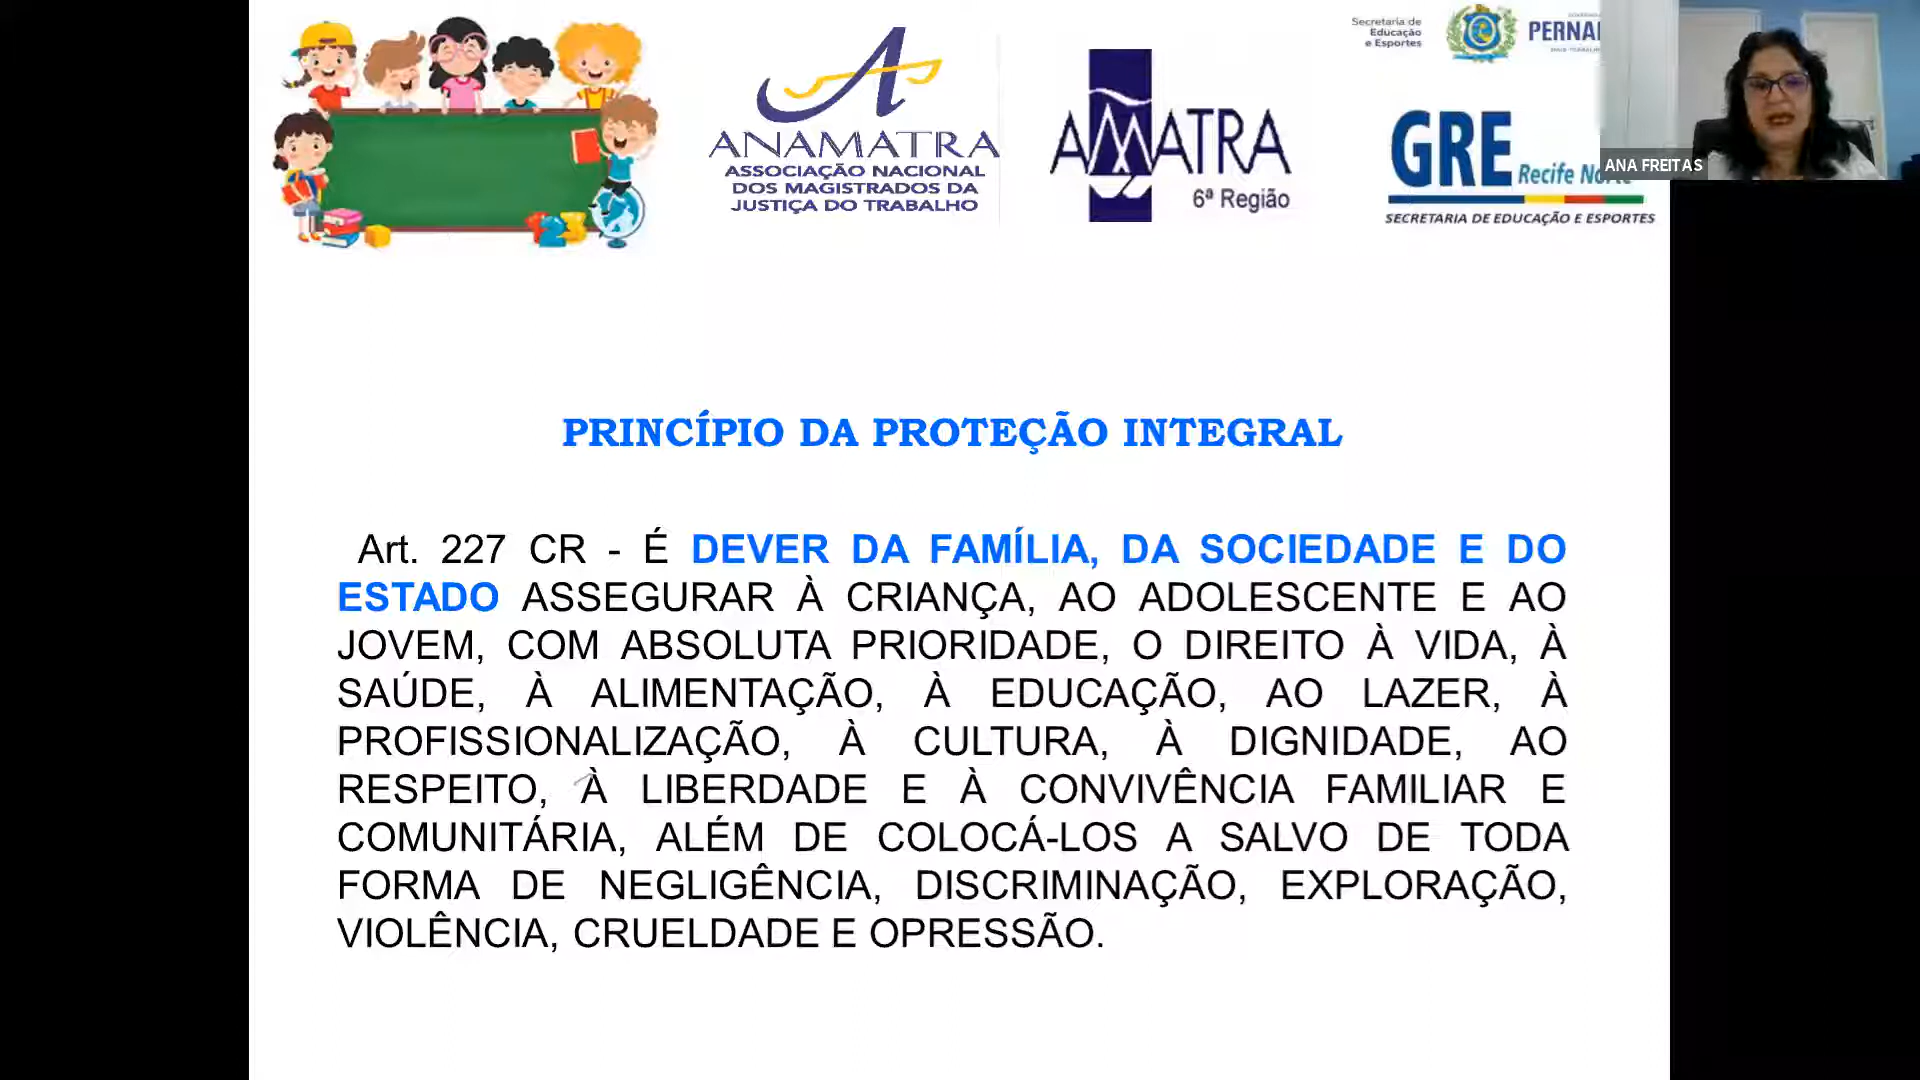 ANAMATRA
ASSOCIAÇÃO NACIONAL
DOS MAGISTRADOS DA
JUSTIÇA DO TRABALHO
AMATRA
6ª Região
Secretaria de
Educação
e Esportes
GRE Recife
SECRETARIA DE EDUCAÇÃO E ESPORTES
ANA FREITAS
123
PRINCÍPIO DA PROTEÇÃO INTEGRAL
Art. 227 CR - É DEVER DA FAMÍLIA, DA SOCIEDADE E DO
ESTADO ASSEGURAR À CRIANÇA, AO ADOLESCENTE E AO
JOVEM, COM ABSOLUTA PRIORIDADE, O DIREITO À VIDA, À
SAÚDE, À ALIMENTAÇÃO, À EDUCAÇÃO, AO LAZER, À
PROFISSIONALIZAÇÃO, À CULTURA, À DIGNIDADE, AO
RESPEITO, À LIBERDADE E À CONVIVÊNCIA FAMILIAR E
COMUNITÁRIA, ALÉM DE COLOCÁ-LOS A SALVO DE TODA
FORMA DE NEGLIGÊNCIA, DISCRIMINAÇÃO, EXPLORAÇÃO,
VIOLÊNCIA, CRUELDADE E OPRESSÃO.